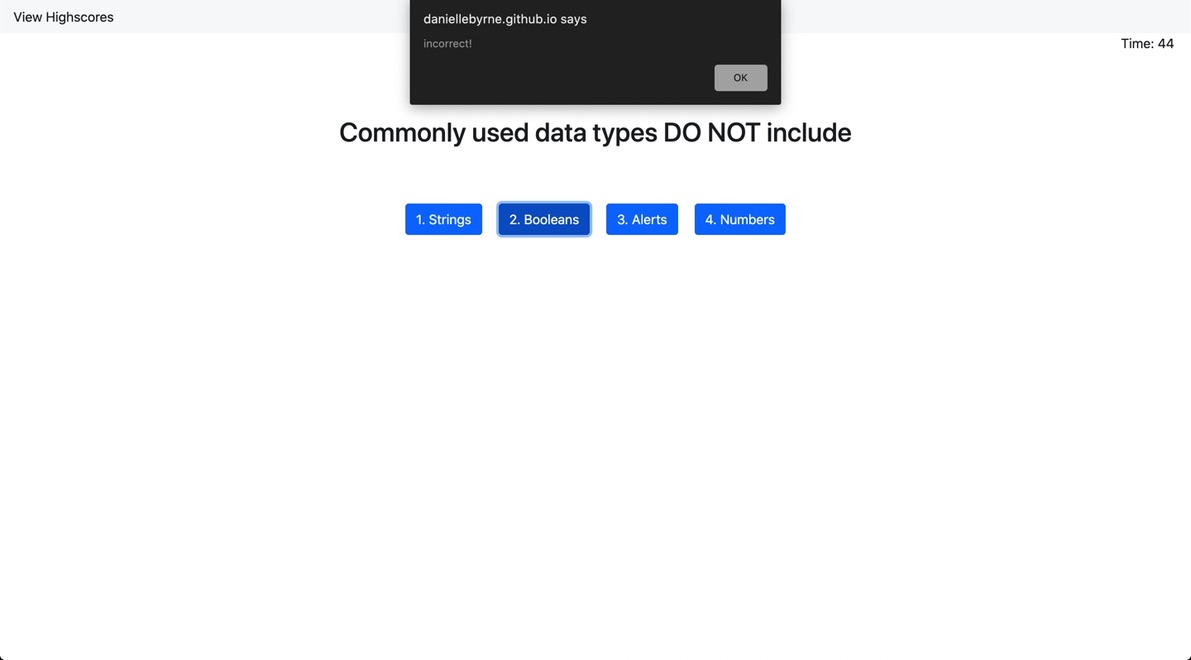 View Highscores
daniellebyrne.github.io says
incorrect!
OK
Time: 44
Commonly used data types DO NOT include
1. Strings
2. Booleans
3. Alerts
4. Numbers